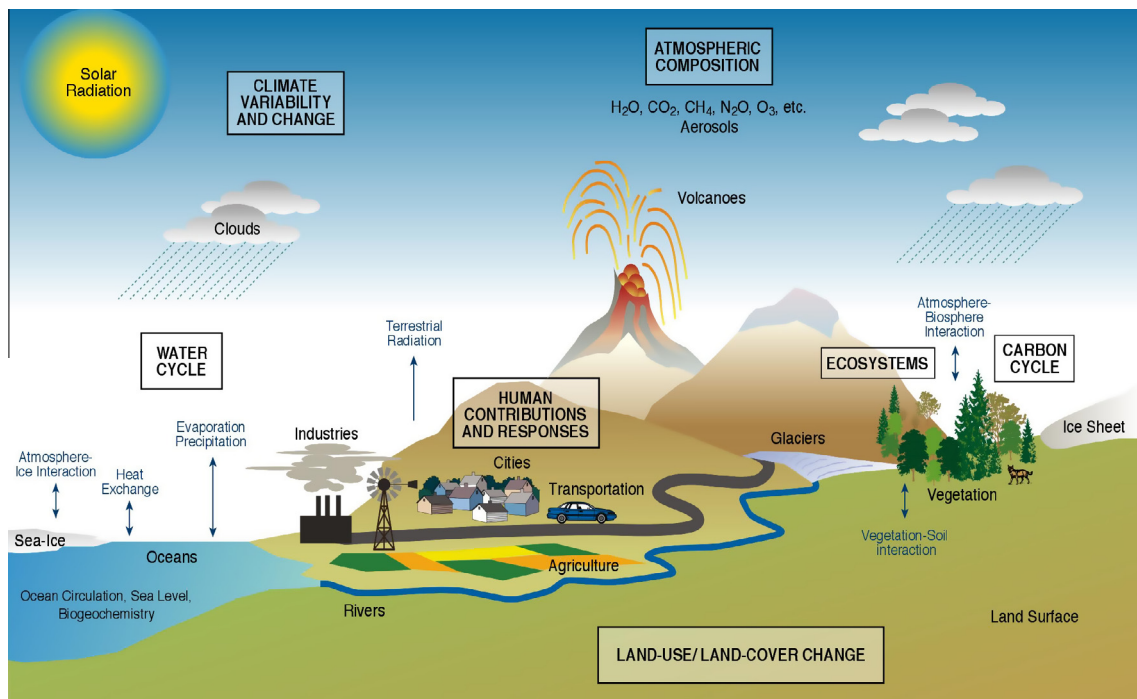 Solar
Radiation
CLIMATE
VARIABILITY
AND CHANGE
ATMOSPHERIC
COMPOSITION
H₂O, CO₂, CH₄, N₂O, O₃, etc.
Aerosols
Clouds
Volcanoes
WATER
CYCLE
Terrestrial
Radiation
Atmosphere-
Biosphere
Interaction
ECOSYSTEMS
CARBON
CYCLE
HUMAN
CONTRIBUTIONS
AND RESPONSES
Evaporation
Precipitation
Industries
Glaciers
Ice Sheet
Atmosphere-
Ice Interaction
Heat
Exchange
Cities
Transportation
Vegetation
Sea-Ice
Oceans
Vegetation-Soil
interaction
Agriculture
Ocean Circulation, Sea Level,
Biogeochemistry
Rivers
Land Surface
LAND-USE/ LAND-COVER CHANGE